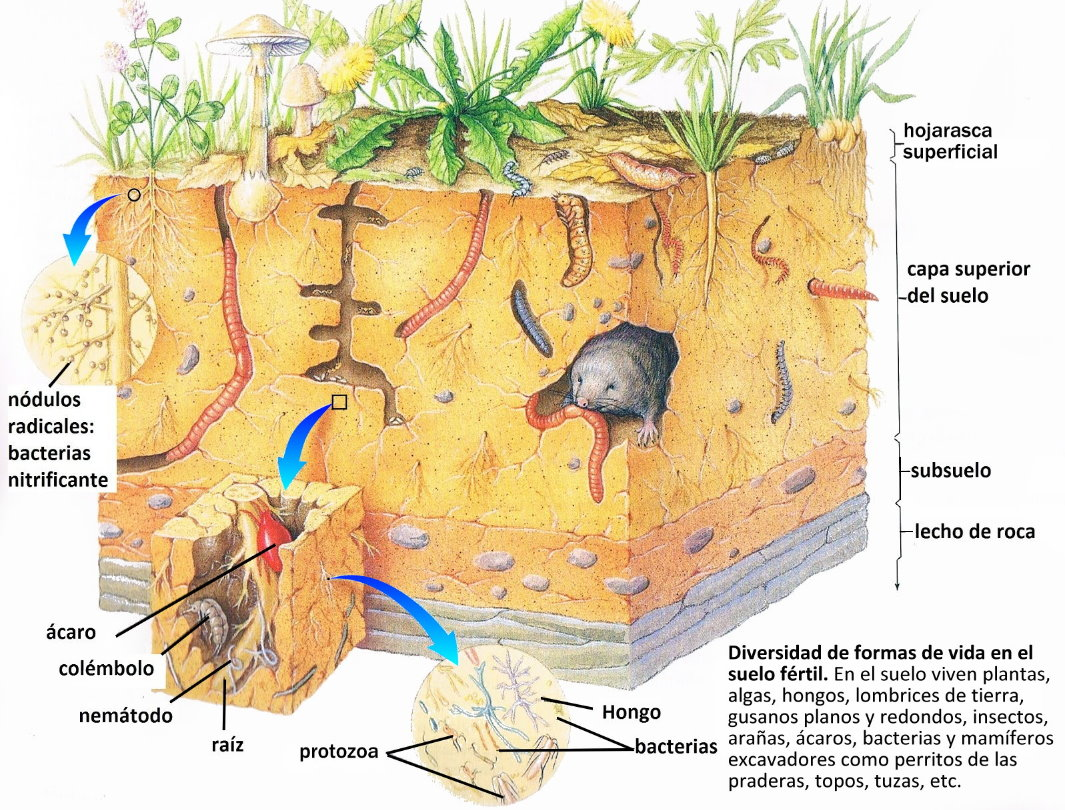 hojarasca
superficial
capa superior
del suelo
nódulos
radicales:
bacterias
nitrificante
subsuelo
lecho de roca
ácaro
colémbolo
nemátodo
raíz
protozoa
Hongo
bacterias
Diversidad de formas de vida en el
suelo fértil. En el suelo viven plantas,
algas, hongos, lombrices de tierra,
gusanos planos y redondos, insectos,
arañas, ácaros, bacterias y mamíferos
excavadores como perritos de las
praderas, topos, tuzas, etc.